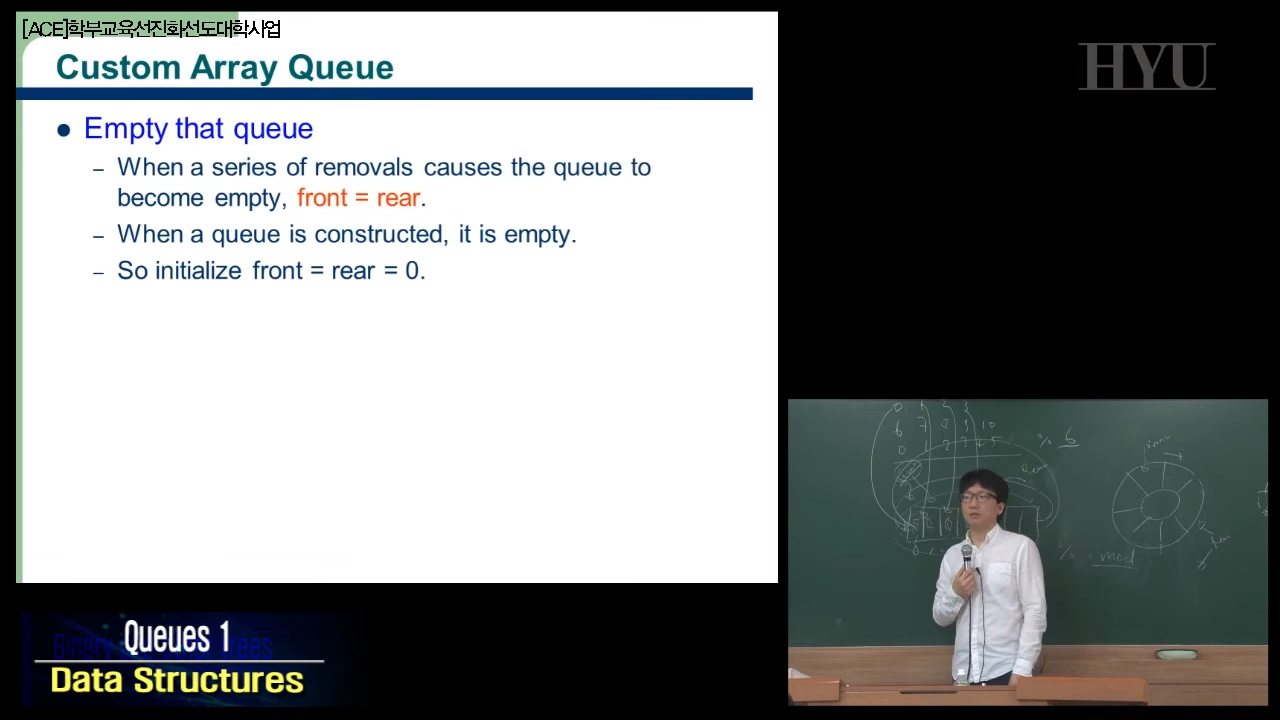 [ACE]학부교육선진화선도대학사업
Custom Array Queue
HYU
● Empty that queue
– When a series of removals causes the queue to
become empty, front = rear.
– When a queue is constructed, it is empty.
– So initialize front = rear = 0.
% 6
% = mod
Queues 1
Data Structures